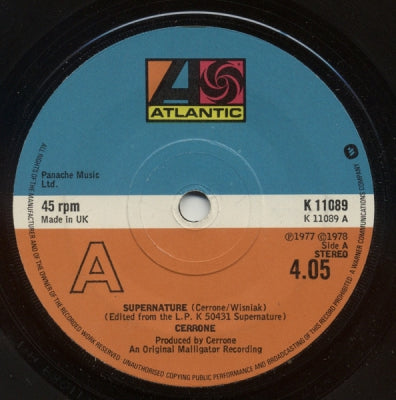 ATLANTIC
Panache Music
Ltd.
45 rpm
Made in UK
K 11089
K 11089 A
Ⓟ1977 ©1978
Side A
STEREO
4.05
A
SUPERNATURE (Cerrone/Wisniak)
(Edited from the L.P. K 50431 Supernature)
CERRONE
Produced by Cerrone
An Original Malligator Recording
ALL RIGHTS OF THE MANUFACTURER AND OF THE OWNER OF THE RECORDED WORK RESERVED. UNAUTHORISED COPYING PUBLIC PERFORMANCE AND BROADCASTING OF THIS RECORD PROHIBITED. A WARNER COMMUNICATIONS COMPANY.